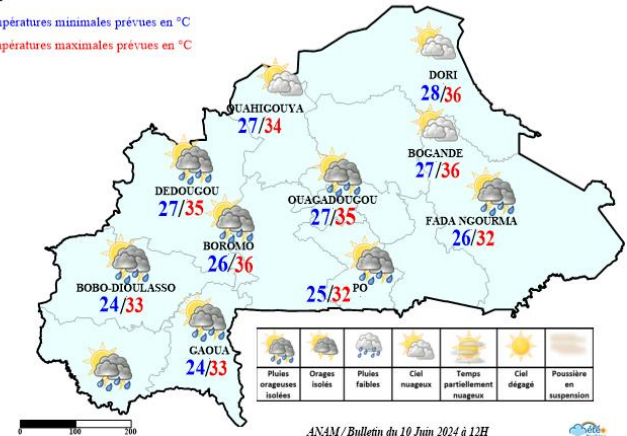 pératures minimales prévues en °C
pératures maximales prévues en °C
DORI
28/36
OUAHIGOUYA
27/34
BOGANDE
27/36
DEDOUGOU
27/35
OUAGADOUGOU
27/35
FADA NGOURMA
26/32
BOROMO
26/36
BOBO-DIOULASSO
24/33
PO
25/32
GAOUA
24/33
Pluies orageuses isolées
Orages isolés
Pluies faibles
Ciel nuageux
Temps partiellement nuageux
Ciel dégagé
Poussière en suspension
0 100 200
ANAM / Bulletin du 10 Juin 2024 à 12H